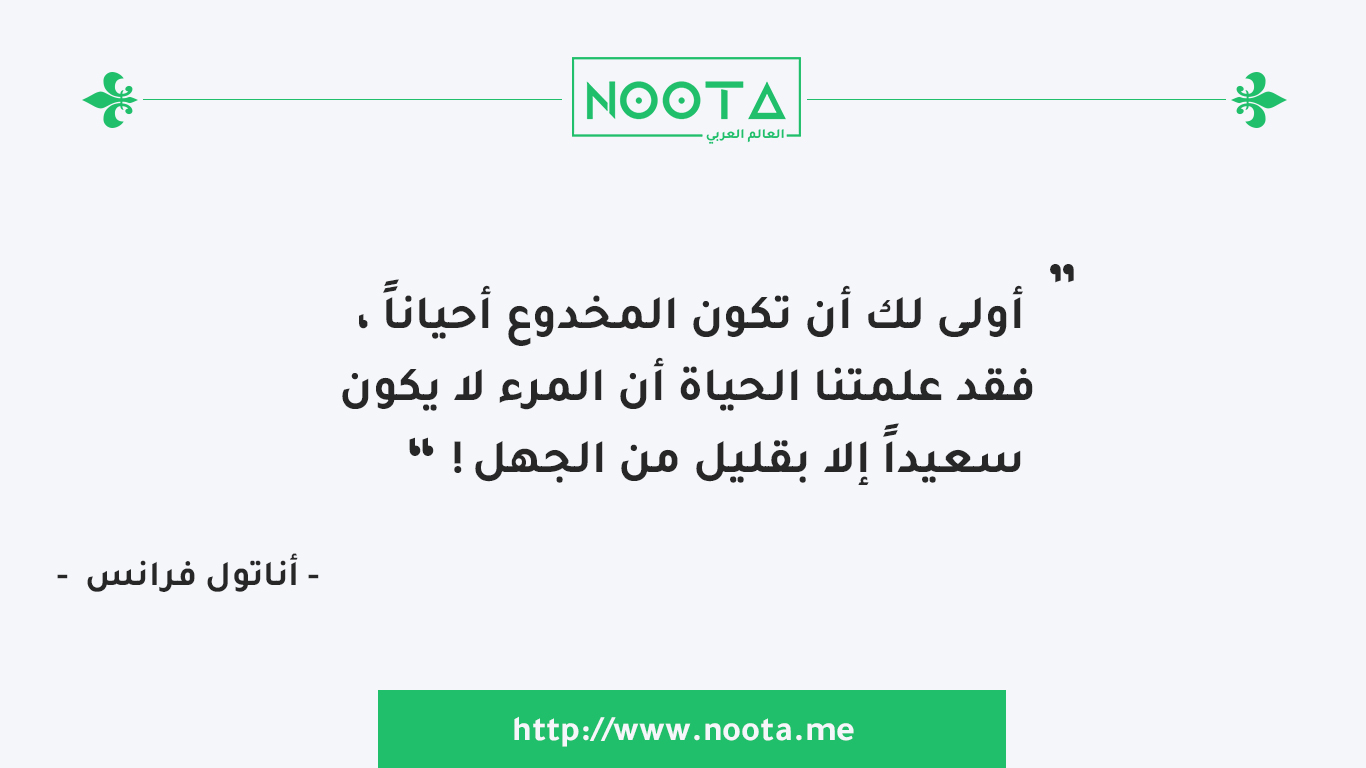 NOOTA
العالم العربي
” أولى لك أن تكون المخدوع أحياناً ،
فقد علمتنا الحياة أن المرء لا يكون
سعيداً إلا بقليل من الجهل ! “
- أناتول فرانس -
http://www.noota.me